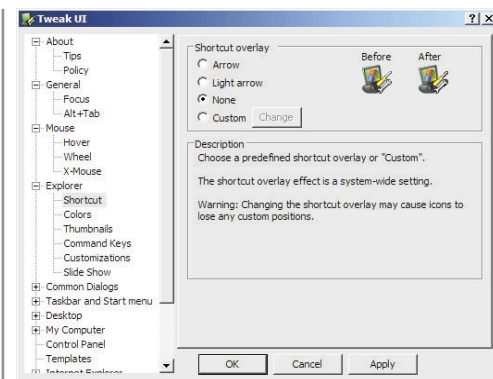 Tweak UI
About
Tips
Policy
General
Focus
Alt+Tab
Mouse
Hover
Wheel
X-Mouse
Explorer
Shortcut
Colors
Thumbnails
Command Keys
Customizations
Slide Show
Common Dialogs
Taskbar and Start menu
Desktop
My Computer
Control Panel
Templates
Internet Explorer
Shortcut overlay
Arrow
Light arrow
None
Custom Change
Before After
Description
Choose a predefined shortcut overlay or "Custom".
The shortcut overlay effect is a system-wide setting.
Warning: Changing the shortcut overlay may cause icons to
lose any custom positions.
OK Cancel Apply